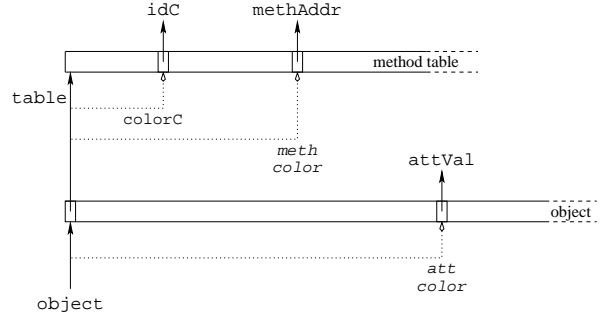 idC methAddr
method table
table
colorC
meth
color
attVal
object
att
color
object